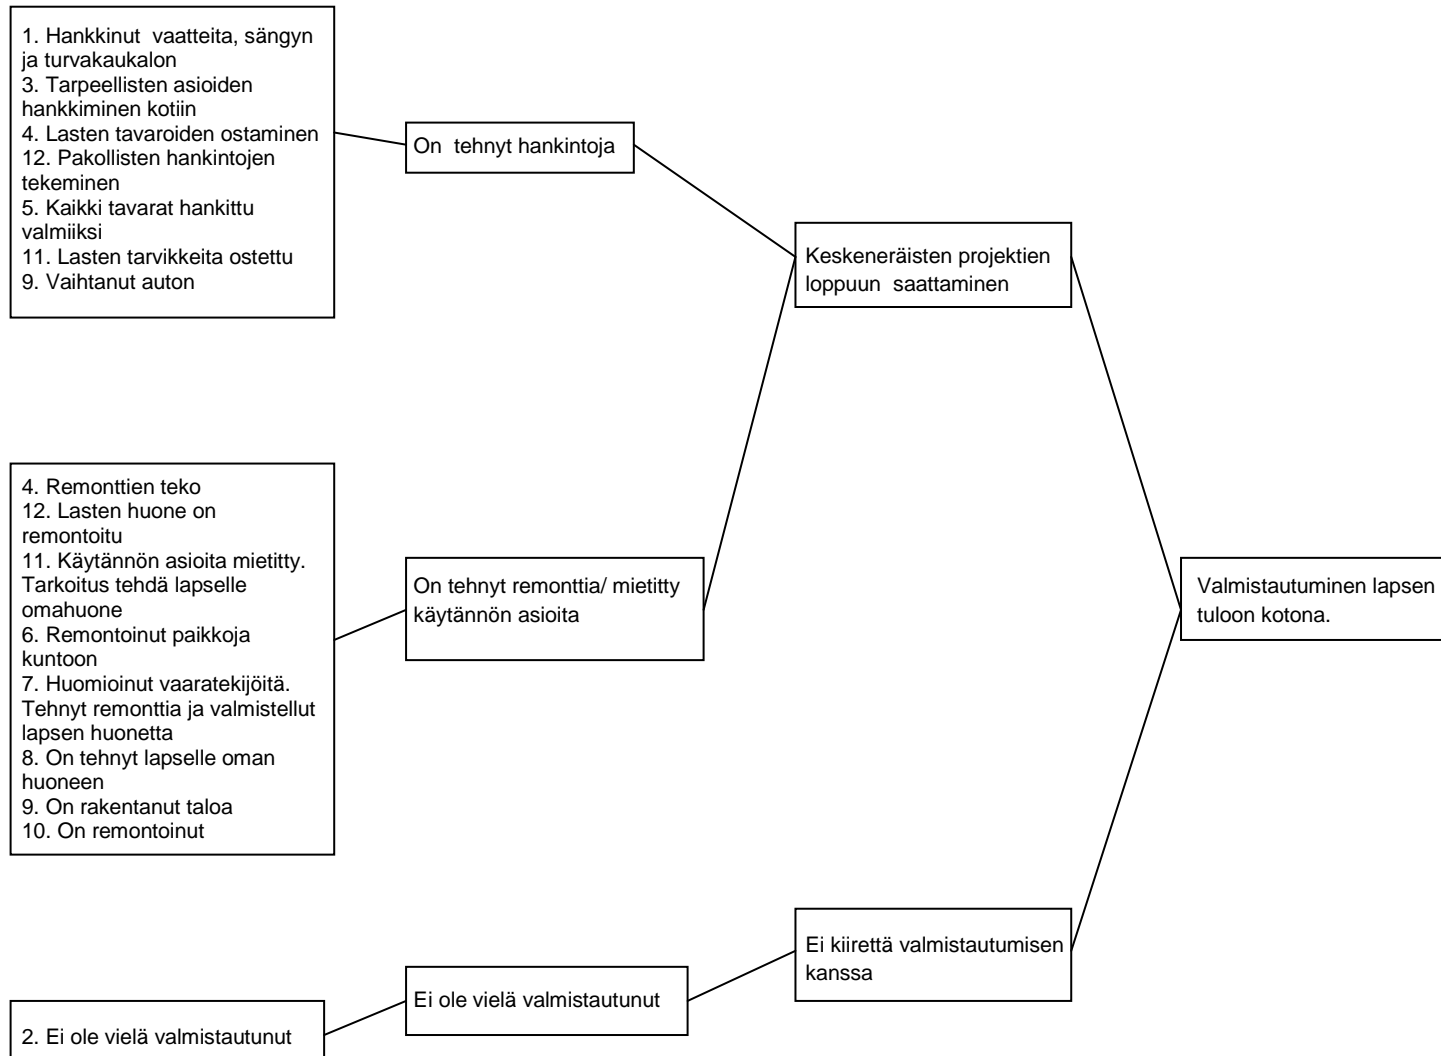 1. Hankkinut  vaatteita, sängyn
ja turvakaukalon
3. Tarpeellisten asioiden
hankkiminen kotiin
4. Lasten tavaroiden ostaminen
12. Pakollisten hankintojen
tekeminen
5. Kaikki tavarat hankittu
valmiiksi
11. Lasten tarvikkeita ostettu
9. Vaihtanut auton
On  tehnyt hankintoja
Keskeneräisten projektien
loppuun  saattaminen
4. Remonttien teko
12. Lasten huone on
remontoitu
11. Käytännön asioita mietitty.
Tarkoitus tehdä lapselle
omahuone
6. Remontoinut paikkoja
kuntoon
7. Huomioinut vaaratekijöitä.
Tehnyt remonttia ja valmistellut
lapsen huonetta
8. On tehnyt lapselle oman
huoneen
9. On rakentanut taloa
10. On remontoinut
On tehnyt remonttia/ mietitty
käytännön asioita
Valmistautuminen lapsen
tuloon kotona.
Ei kiirettä valmistautumisen
kanssa
Ei ole vielä valmistautunut
2. Ei ole vielä valmistautunut